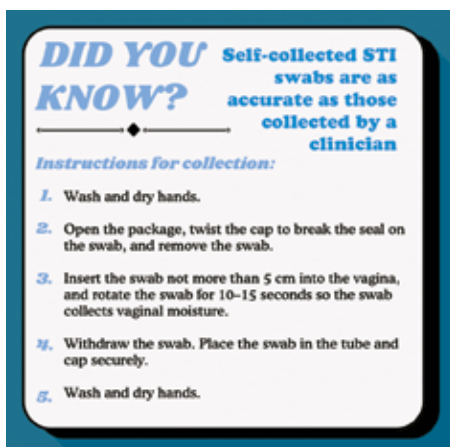 DID YOU
KNOW?
Self-collected STI
swabs are as
accurate as those
collected by a
clinician
Instructions for collection:
1. Wash and dry hands.
2. Open the package, twist the cap to break the seal on
the swab, and remove the swab.
3. Insert the swab not more than 5 cm into the vagina,
and rotate the swab for 10–15 seconds so the swab
collects vaginal moisture.
4. Withdraw the swab. Place the swab in the tube and
cap securely.
5. Wash and dry hands.